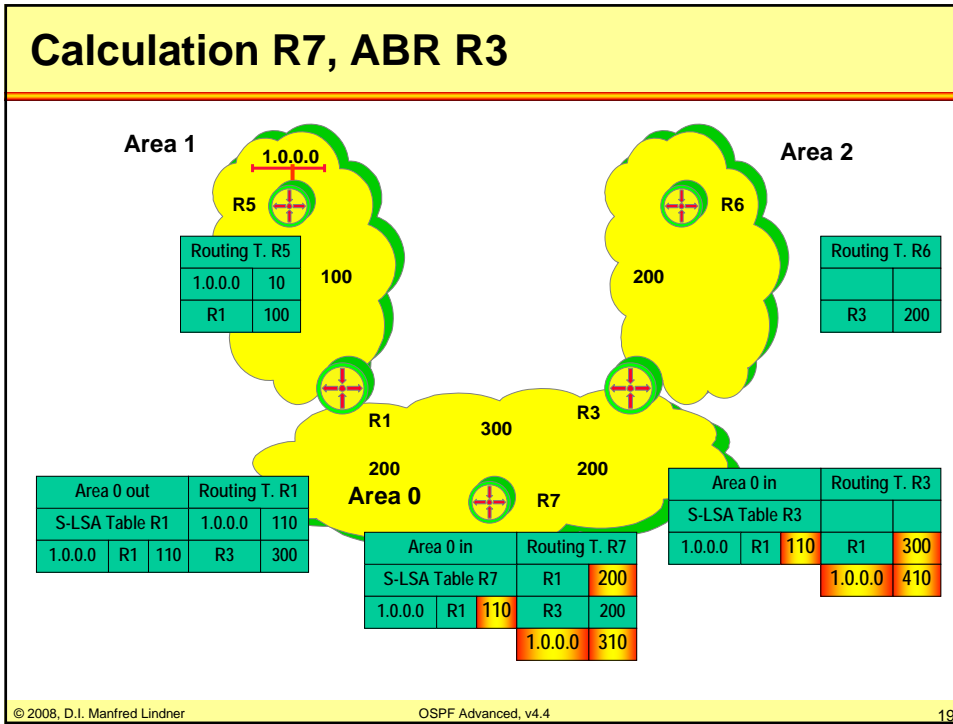 Calculation R7, ABR R3
Area 1
1.0.0.0
Area 2
R5
R6
Routing T. R5
1.0.0.0 10
R1 100
100
200
Routing T. R6
R3 200
R1
300
R3
200
200
Area 0
R7
Area 0 out Routing T. R1
S-LSA Table R1 1.0.0.0 110
1.0.0.0 R1 110 R3 300
Area 0 in Routing T. R7
S-LSA Table R7 R1 200
1.0.0.0 R1 110 R3 200
1.0.0.0 310
Area 0 in Routing T. R3
S-LSA Table R3
1.0.0.0 R1 110 R1 300
1.0.0.0 410
© 2008, D.I. Manfred Lindner OSPF Advanced, v4.4 19